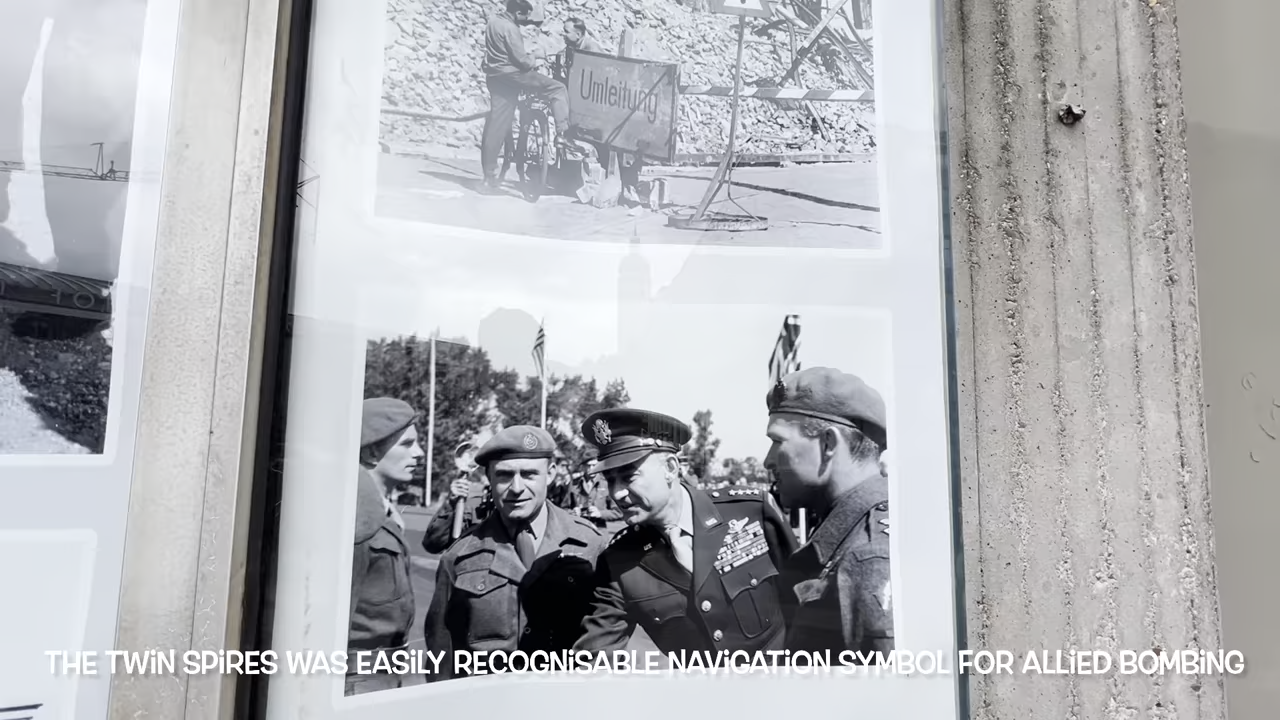 Umleitung
THE TWiN SPiRES WAS EASiLY RECOGNiSABLE NAViGATiON SYMBOL FOR ALLiED BOMBiNG